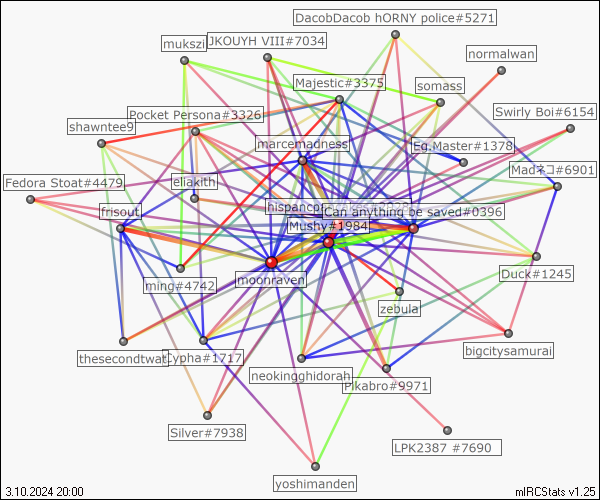 DacobDacob hORNY police#5271
mukszi
JKOUYH VIII#7034
normalwan
Majestic#3375
somass
Pocket Persona#3326
Swirly Boi#6154
shawntee9
marcemadness
Eg.Master#1378
Madネコ#6901
Fedora Stoat#4479
eliakith
frisout
Can anything be saved#0396
Mushy#1984
moonraven
ming#4742
Duck#1245
zebula
thesecondtwat
Cypha#1717
bigcitysamurai
neokingghidorah
Pikabro#9971
Silver#7938
LPK2387 #7690
yoshimanden
3.10.2024 20:00
mIRCStats v1.25